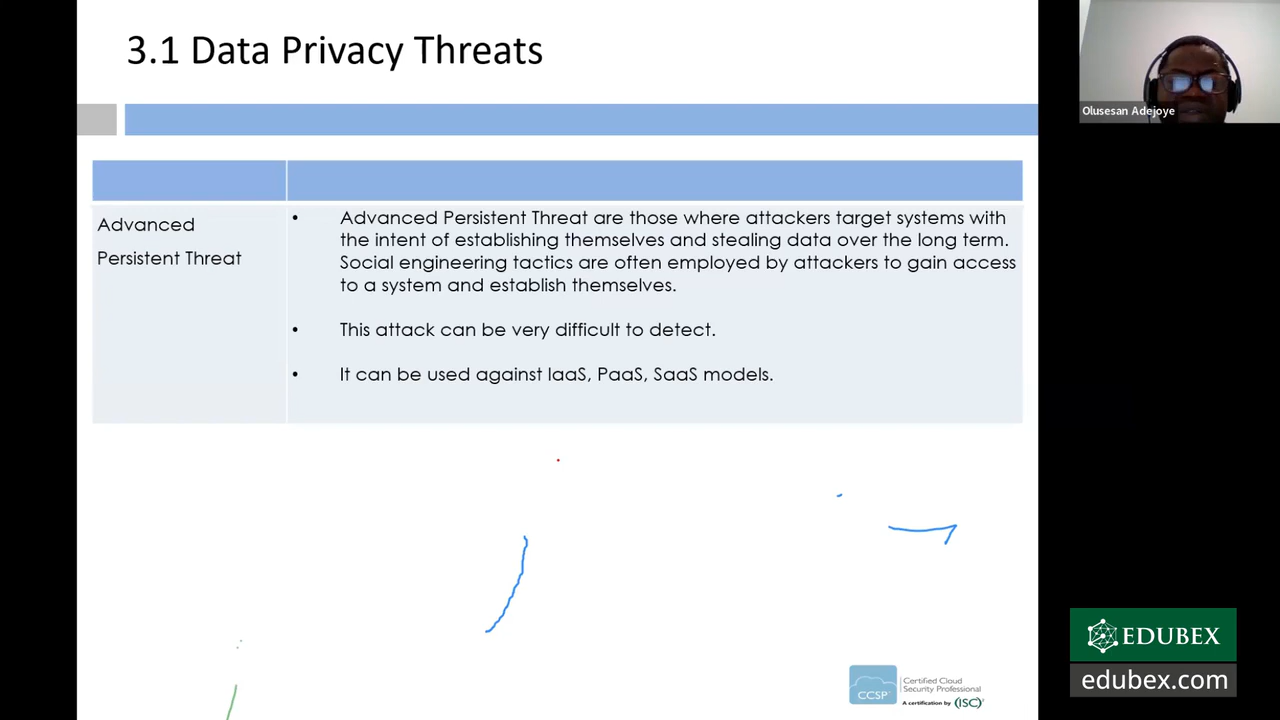 3.1 Data Privacy Threats
Olusesan Adejoye
Advanced
Persistent Threat
• Advanced Persistent Threat are those where attackers target systems with
the intent of establishing themselves and stealing data over the long term.
Social engineering tactics are often employed by attackers to gain access
to a system and establish themselves.
• This attack can be very difficult to detect.
• It can be used against IaaS, PaaS, SaaS models.
EDUBEX
edubex.com
CCSP
Certified Cloud
Security Professional
A certification by (ISC)²